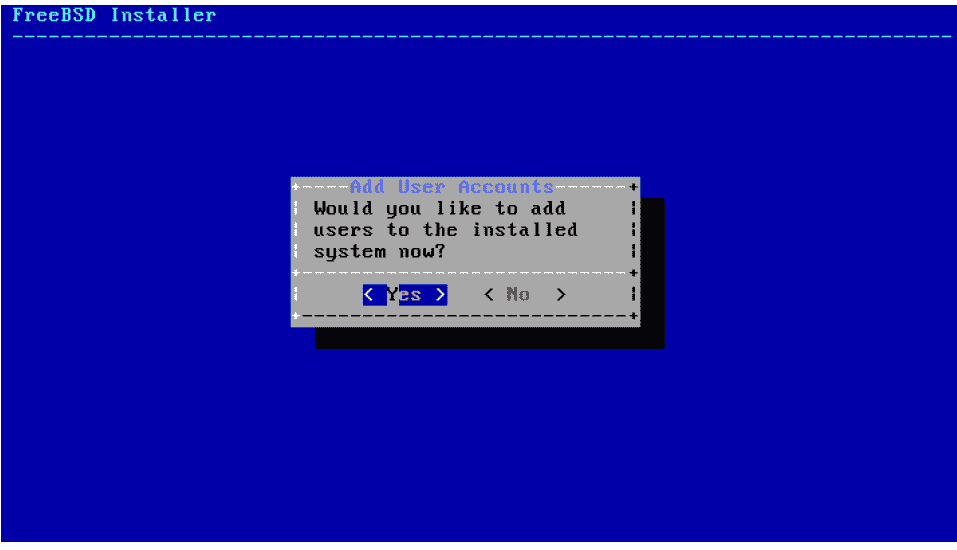 FreeBSD Installer
Add User Accounts
Would you like to add
users to the installed
system now?
< Yes > < No >